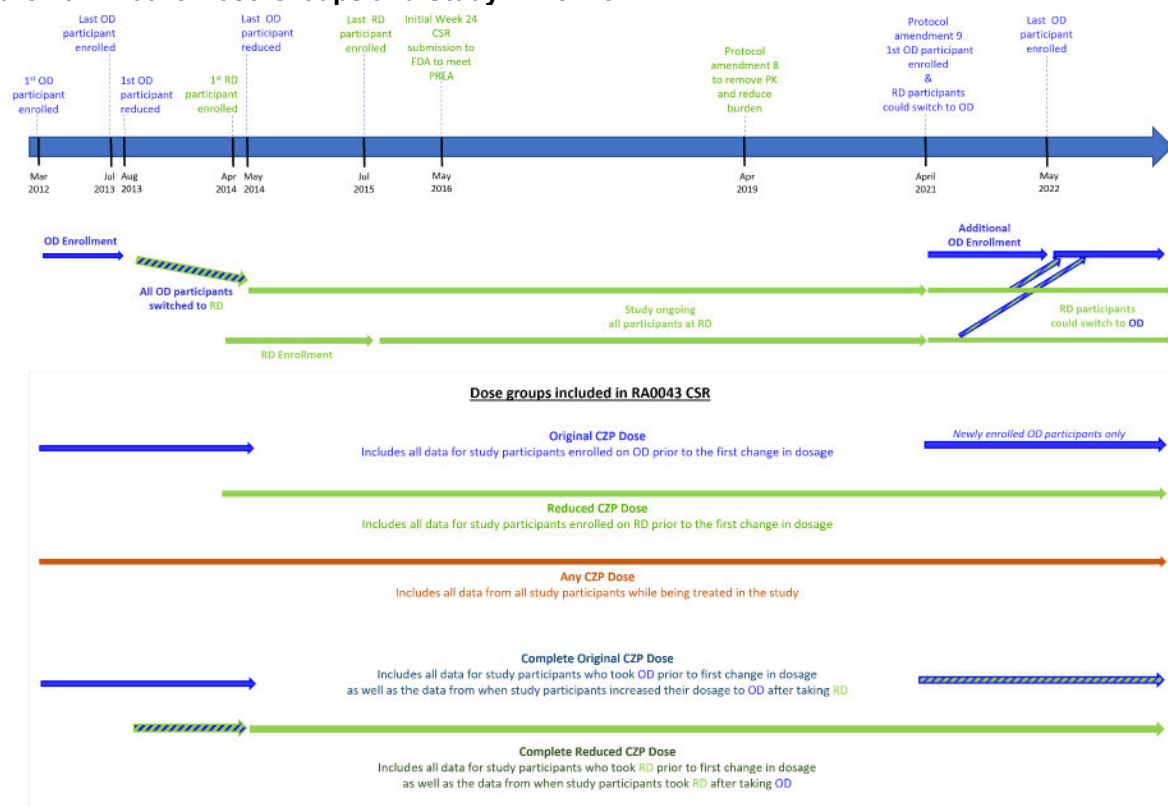 1st OD
participant
enrolled
Last OD
participant
enrolled
1st OD
participant
reduced
1st RD
participant
enrolled
Last OD
participant
reduced
Last RD
participant
enrolled
Initial Week 24
CSR
submission to
FDA to meet
PREA
Protocol
amendment 8
to remove PK
and reduce
burden
Protocol
amendment 9
1st OD participant
enrolled
&
RD participants
could switch to OD
Last OD
participant
enrolled
Mar
2012
Jul
2013
Aug
2013
Apr
2014
May
2014
Jul
2015
May
2016
Apr
2019
April
2021
May
2022
OD Enrollment
All OD participants
switched to RD
RD Enrollment
Study ongoing
all participants at RD
Additional
OD Enrollment
RD participants
could switch to OD
Dose groups included in RA0043 CSR
Original CZP Dose
Includes all data for study participants enrolled on OD prior to the first change in dosage
Newly enrolled OD participants only
Reduced CZP Dose
Includes all data for study participants enrolled on RD prior to the first change in dosage
Any CZP Dose
Includes all data from all study participants while being treated in the study
Complete Original CZP Dose
Includes all data for study participants who took OD prior to first change in dosage
as well as the data from when study participants increased their dosage to OD after taking RD
Complete Reduced CZP Dose
Includes all data for study participants who took RD prior to first change in dosage
as well as the data from when study participants took RD after taking OD